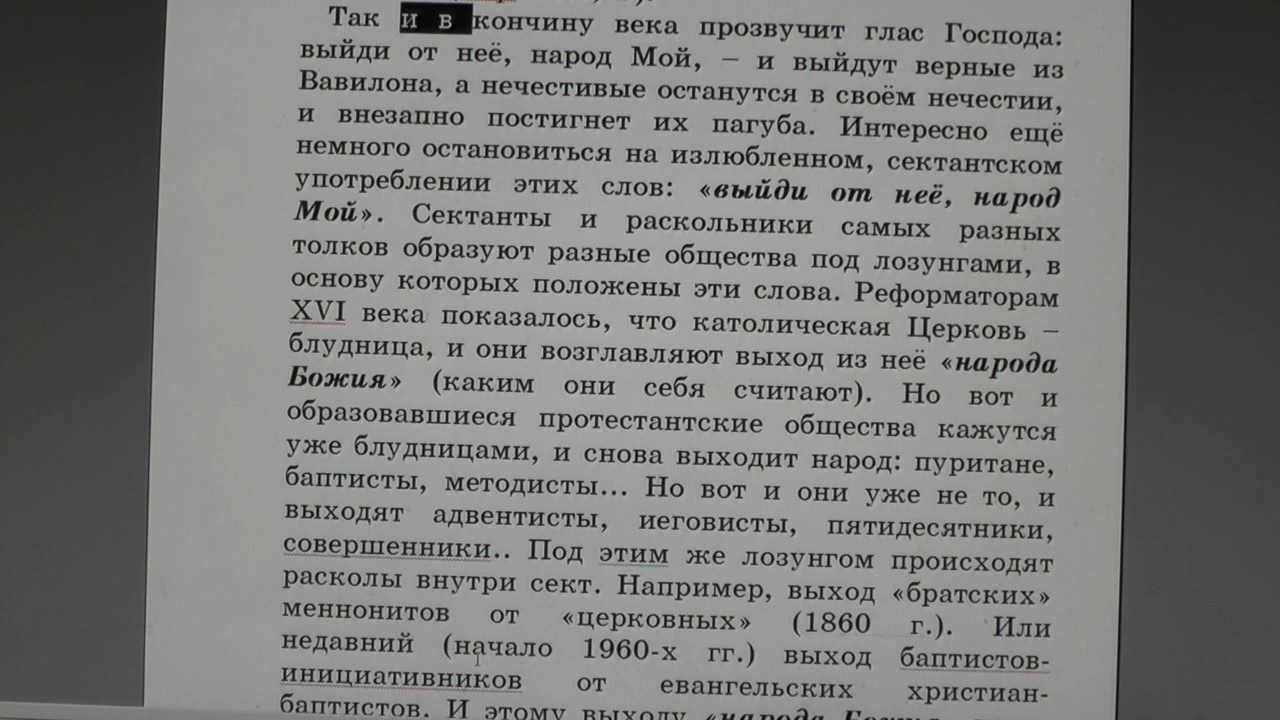 Так и в кончину века прозвучит глас Господа:
выйди от неё, народ Мой, – и выйдут верные из
Вавилона, а нечестивые останутся в своём нечестии,
и внезапно постигнет их пагуба. Интересно ещё
немного остановиться на излюбленном, сектантском
употреблении этих слов: «выйди от неё, народ
Мой». Сектанты и раскольники самых разных
толков образуют разные общества под лозунгами, в
основу которых положены эти слова. Реформаторам
XVI века показалось, что католическая Церковь –
блудница, и они возглавляют выход из неё «народа
Божия» (каким они себя считают). Но вот и
образовавшиеся протестантские общества кажутся
уже блудницами, и снова выходит народ: пуритане,
баптисты, методисты... Но вот и они уже не то, и
выходят адвентисты, иеговисты, пятидесятники,
совершенники.. Под этим же лозунгом происходят
расколы внутри сект. Например, выход «братских»
меннонитов от «церковных» (1860 г.). Или
недавний (начало 1960-х гг.) выход баптистов-
инициативников от евангельских христиан-
баптистов. И этому выходу «народа Божия